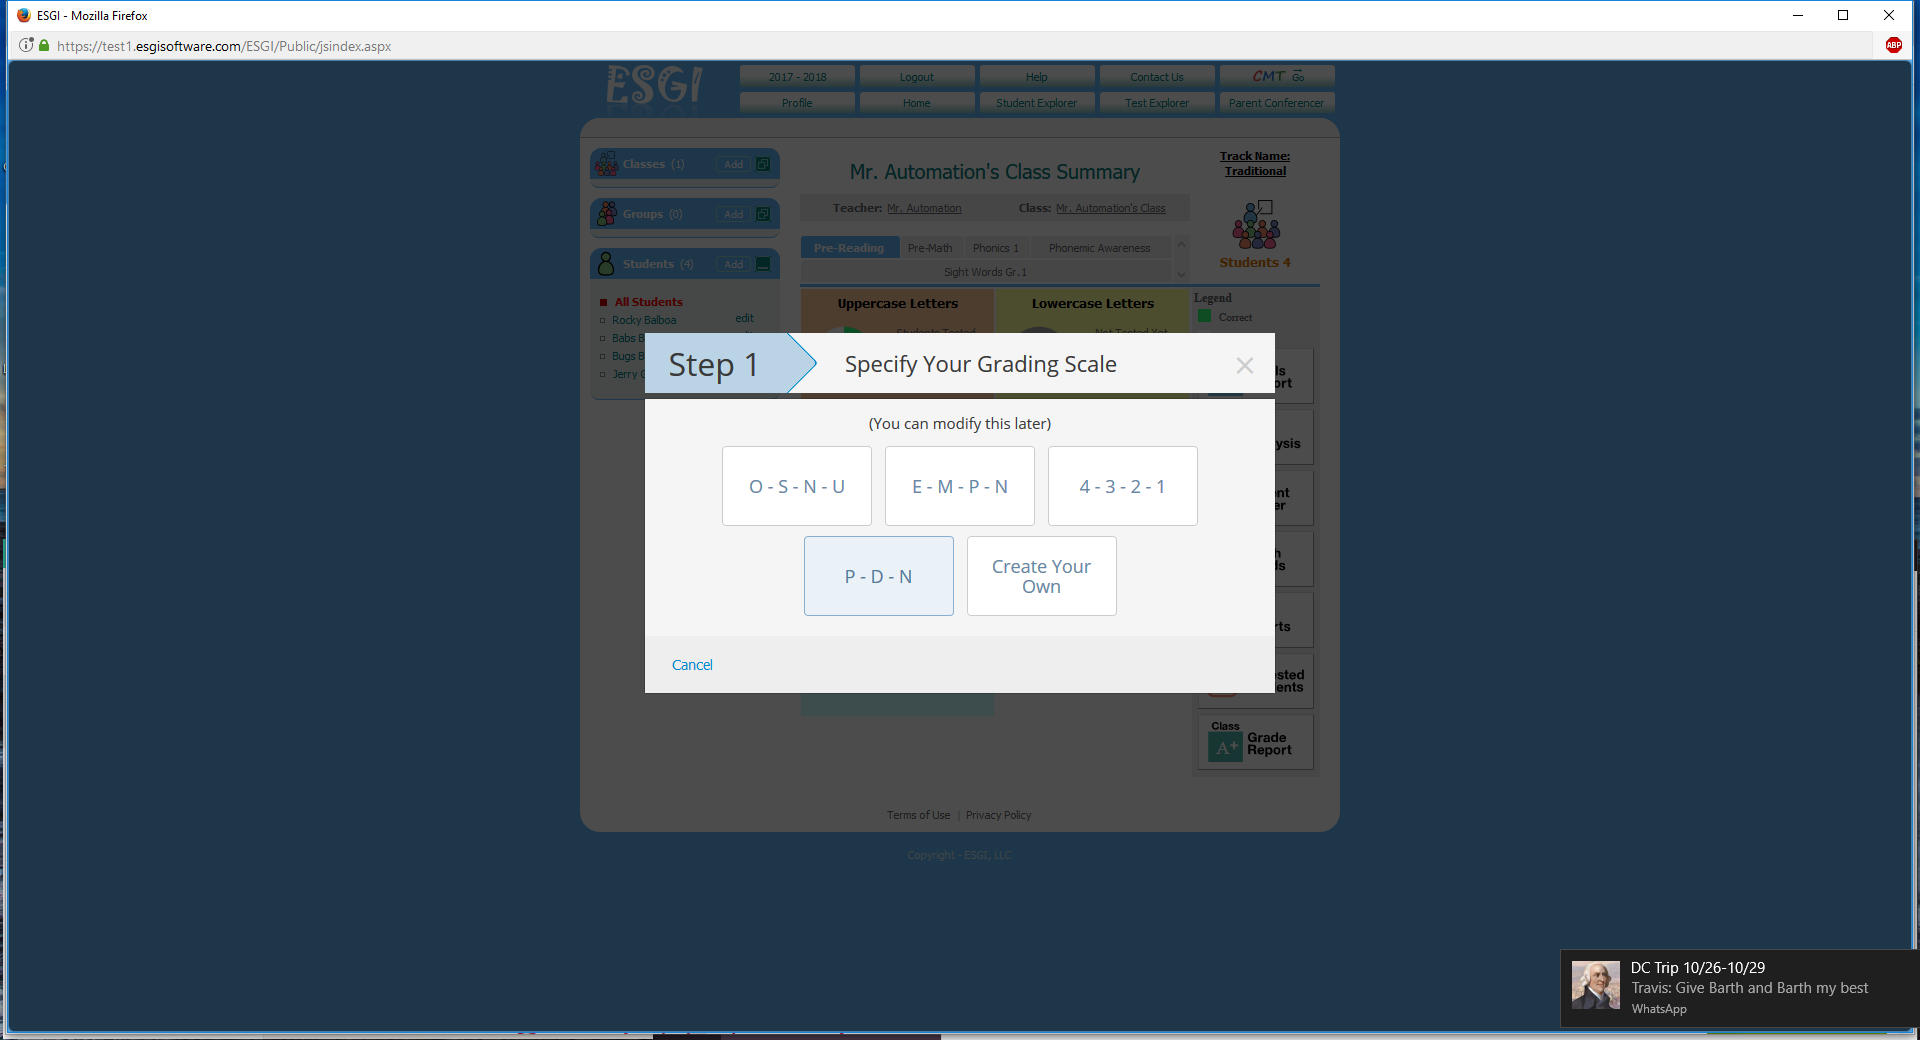 ESGI - Mozilla Firefox
https://test1.esgisoftware.com/ESGI/Public/jsindex.aspx
ABP
ESGI
2017 - 2018
Logout
Help
Contact Us
CMT Go
Profile
Home
Student Explorer
Test Explorer
Parent Conferencer
Classes (1)
Add
Groups (0)
Add
Students (4)
Add
All Students
Rocky Balboa
edit
Babs B
Bugs B
Jerry
Mr. Automation's Class Summary
Teacher: Mr. Automation
Class: Mr. Automation's Class
Track Name:
Traditional
Students 4
Pre-Reading
Pre-Math
Phonics 1
Phonemic Awareness
Sight Words Gr.1
Uppercase Letters
Lowercase Letters
Students Tested
Not Tested Yet
Legend
Correct
Step 1
Specify Your Grading Scale
(You can modify this later)
O - S - N - U
E - M - P - N
4 - 3 - 2 - 1
P - D - N
Create Your
Own
Cancel
Class
A+
Grade
Report
Terms of Use | Privacy Policy
Copyright - ESGI, LLC
DC Trip 10/26-10/29
Travis: Give Barth and Barth my best
WhatsApp